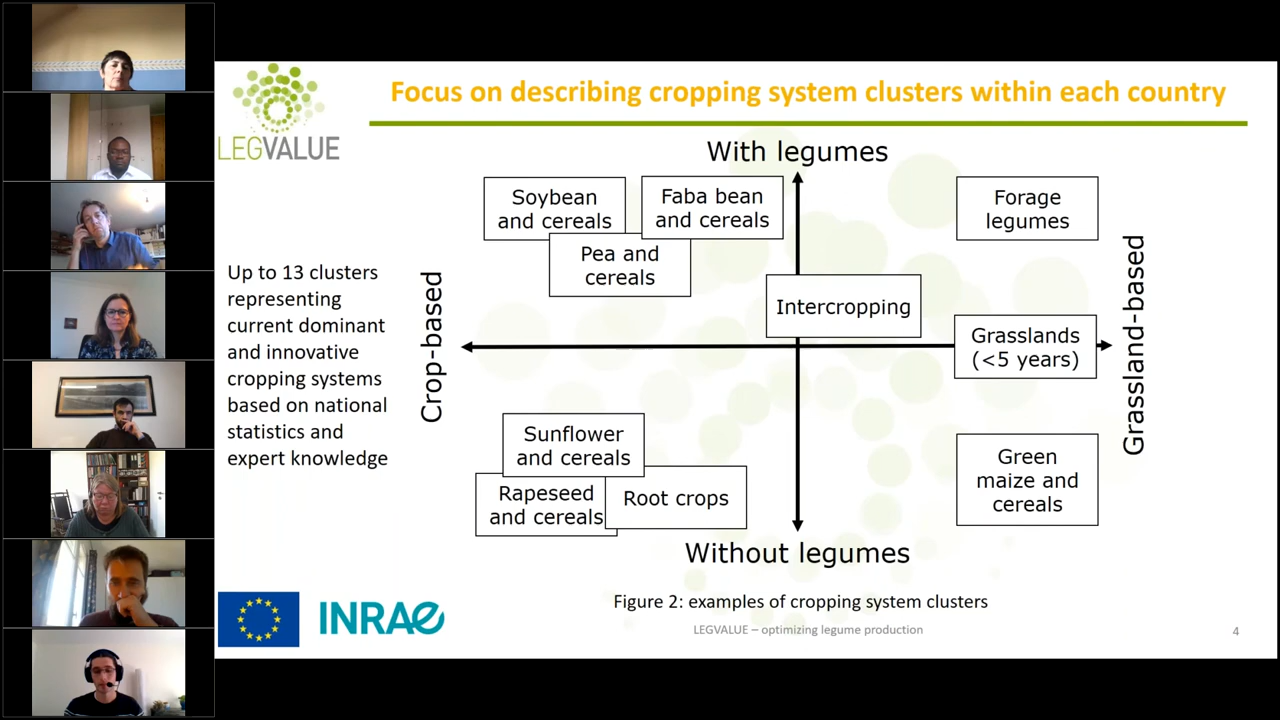 Focus on describing cropping system clusters within each country
LEGVALUE
With legumes
Soybean
and cereals
Faba bean
and cereals
Pea and
cereals
Forage
legumes
Up to 13 clusters
representing
current dominant
and innovative
cropping systems
based on national
statistics and
expert knowledge
Crop-based
Intercropping
Grasslands
(<5 years)
Grassland-based
Sunflower
and cereals
Rapeseed
and cereals
Root crops
Green
maize and
cereals
Without legumes
INRAE
Figure 2: examples of cropping system clusters
LEGVALUE – optimizing legume production
4